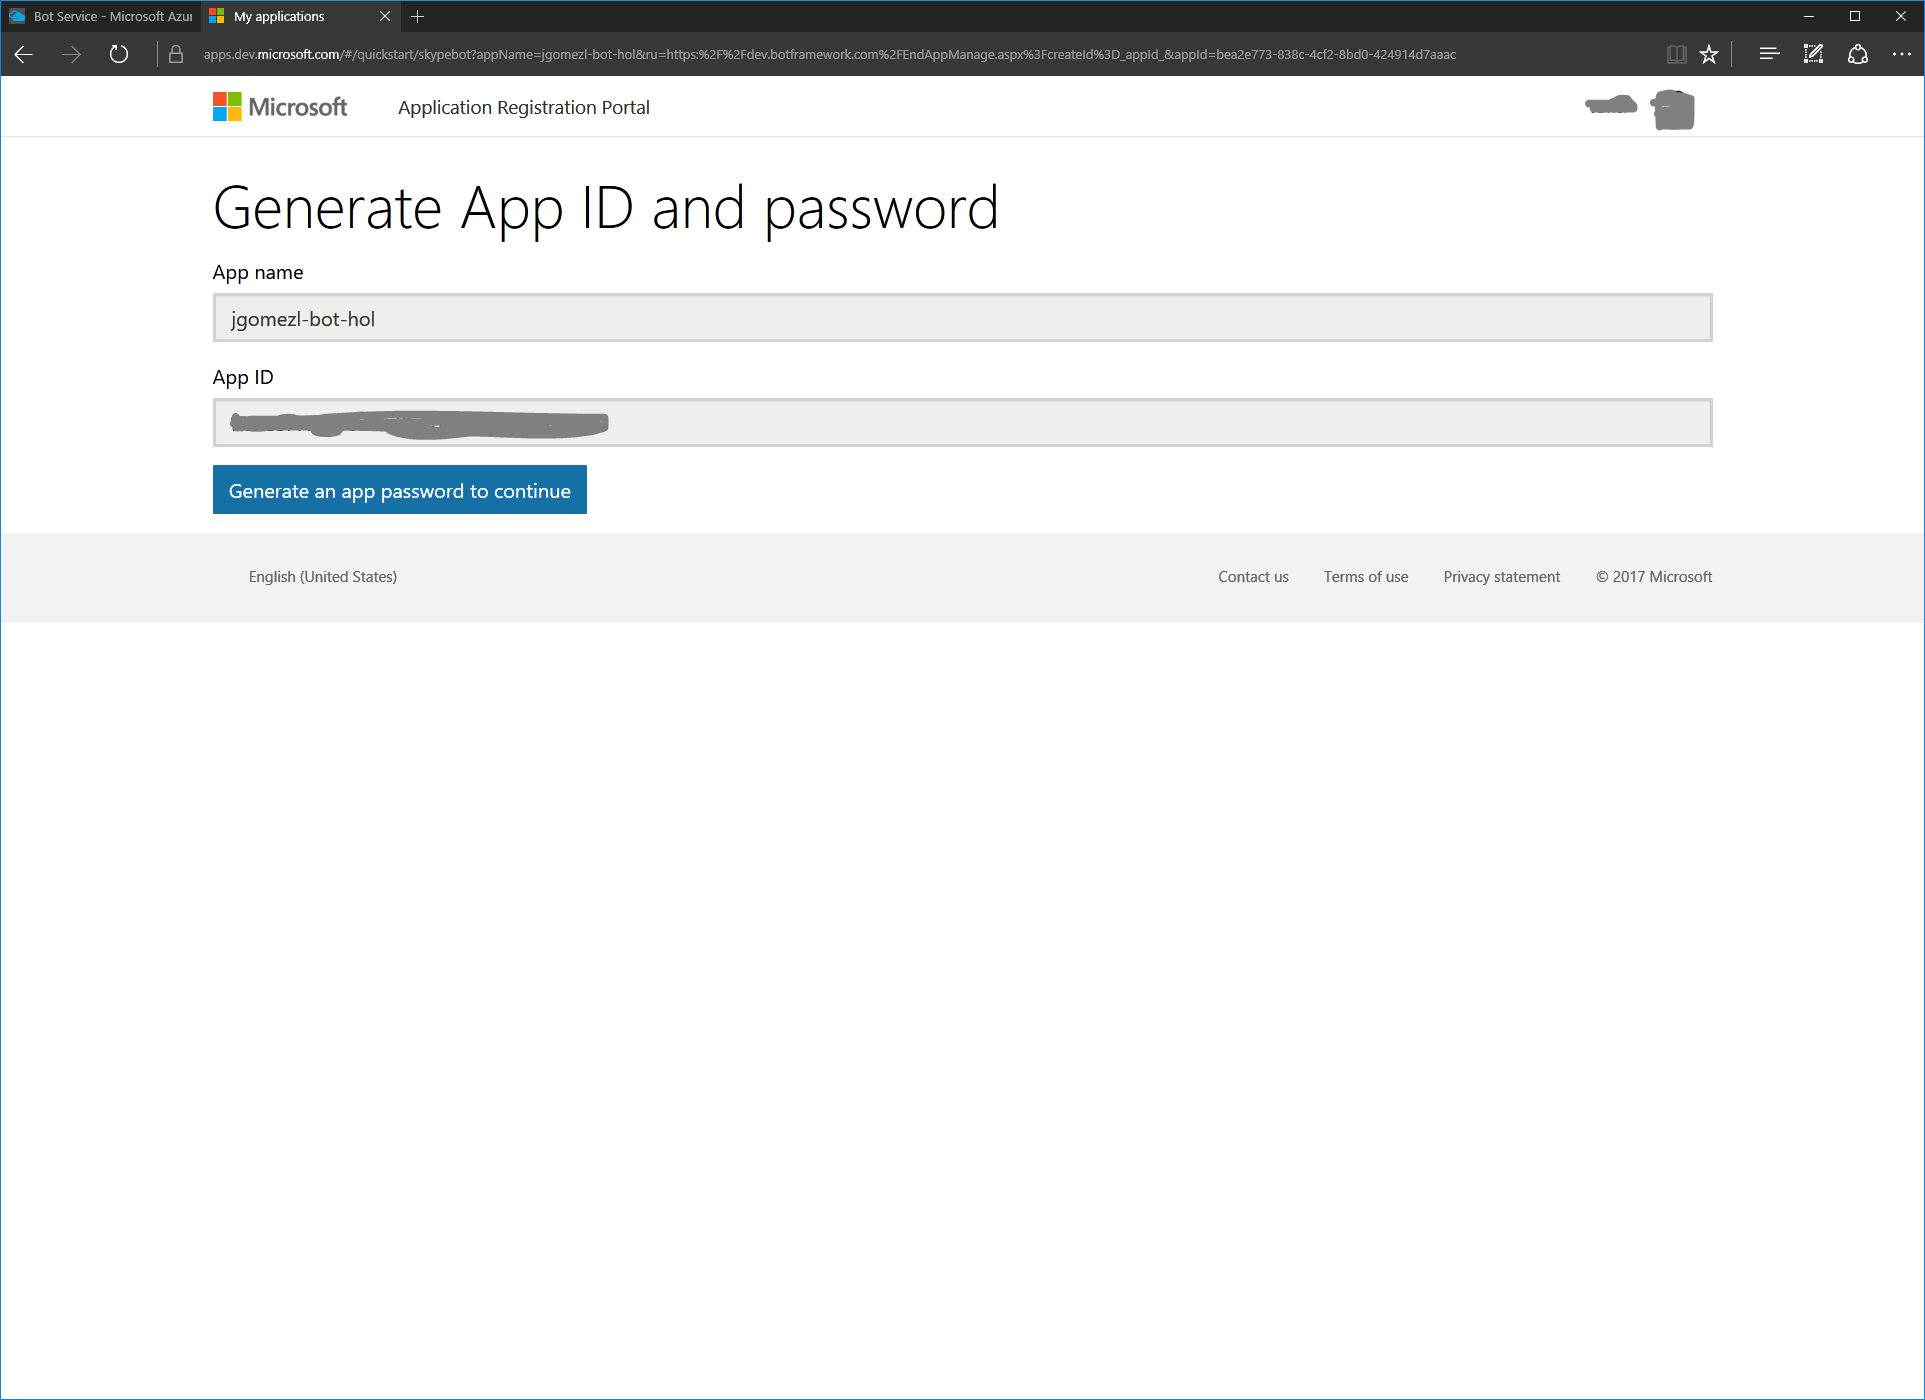 Bot Service - Microsoft Azur
My applications
apps.dev.microsoft.com/#/quickstart/skypebot?appName=jgomezl-bot-hol&ru=https:%2F%2Fdev.botframework.com%2FEndAppManage.aspx%3FcreateId%3D_appId_&appId=bea2e773-838c-4cf2-8bd0-424914d7aaac
Microsoft
Application Registration Portal
Generate App ID and password
App name
jgomezl-bot-hol
App ID
Generate an app password to continue
English (United States)
Contact us
Terms of use
Privacy statement
© 2017 Microsoft